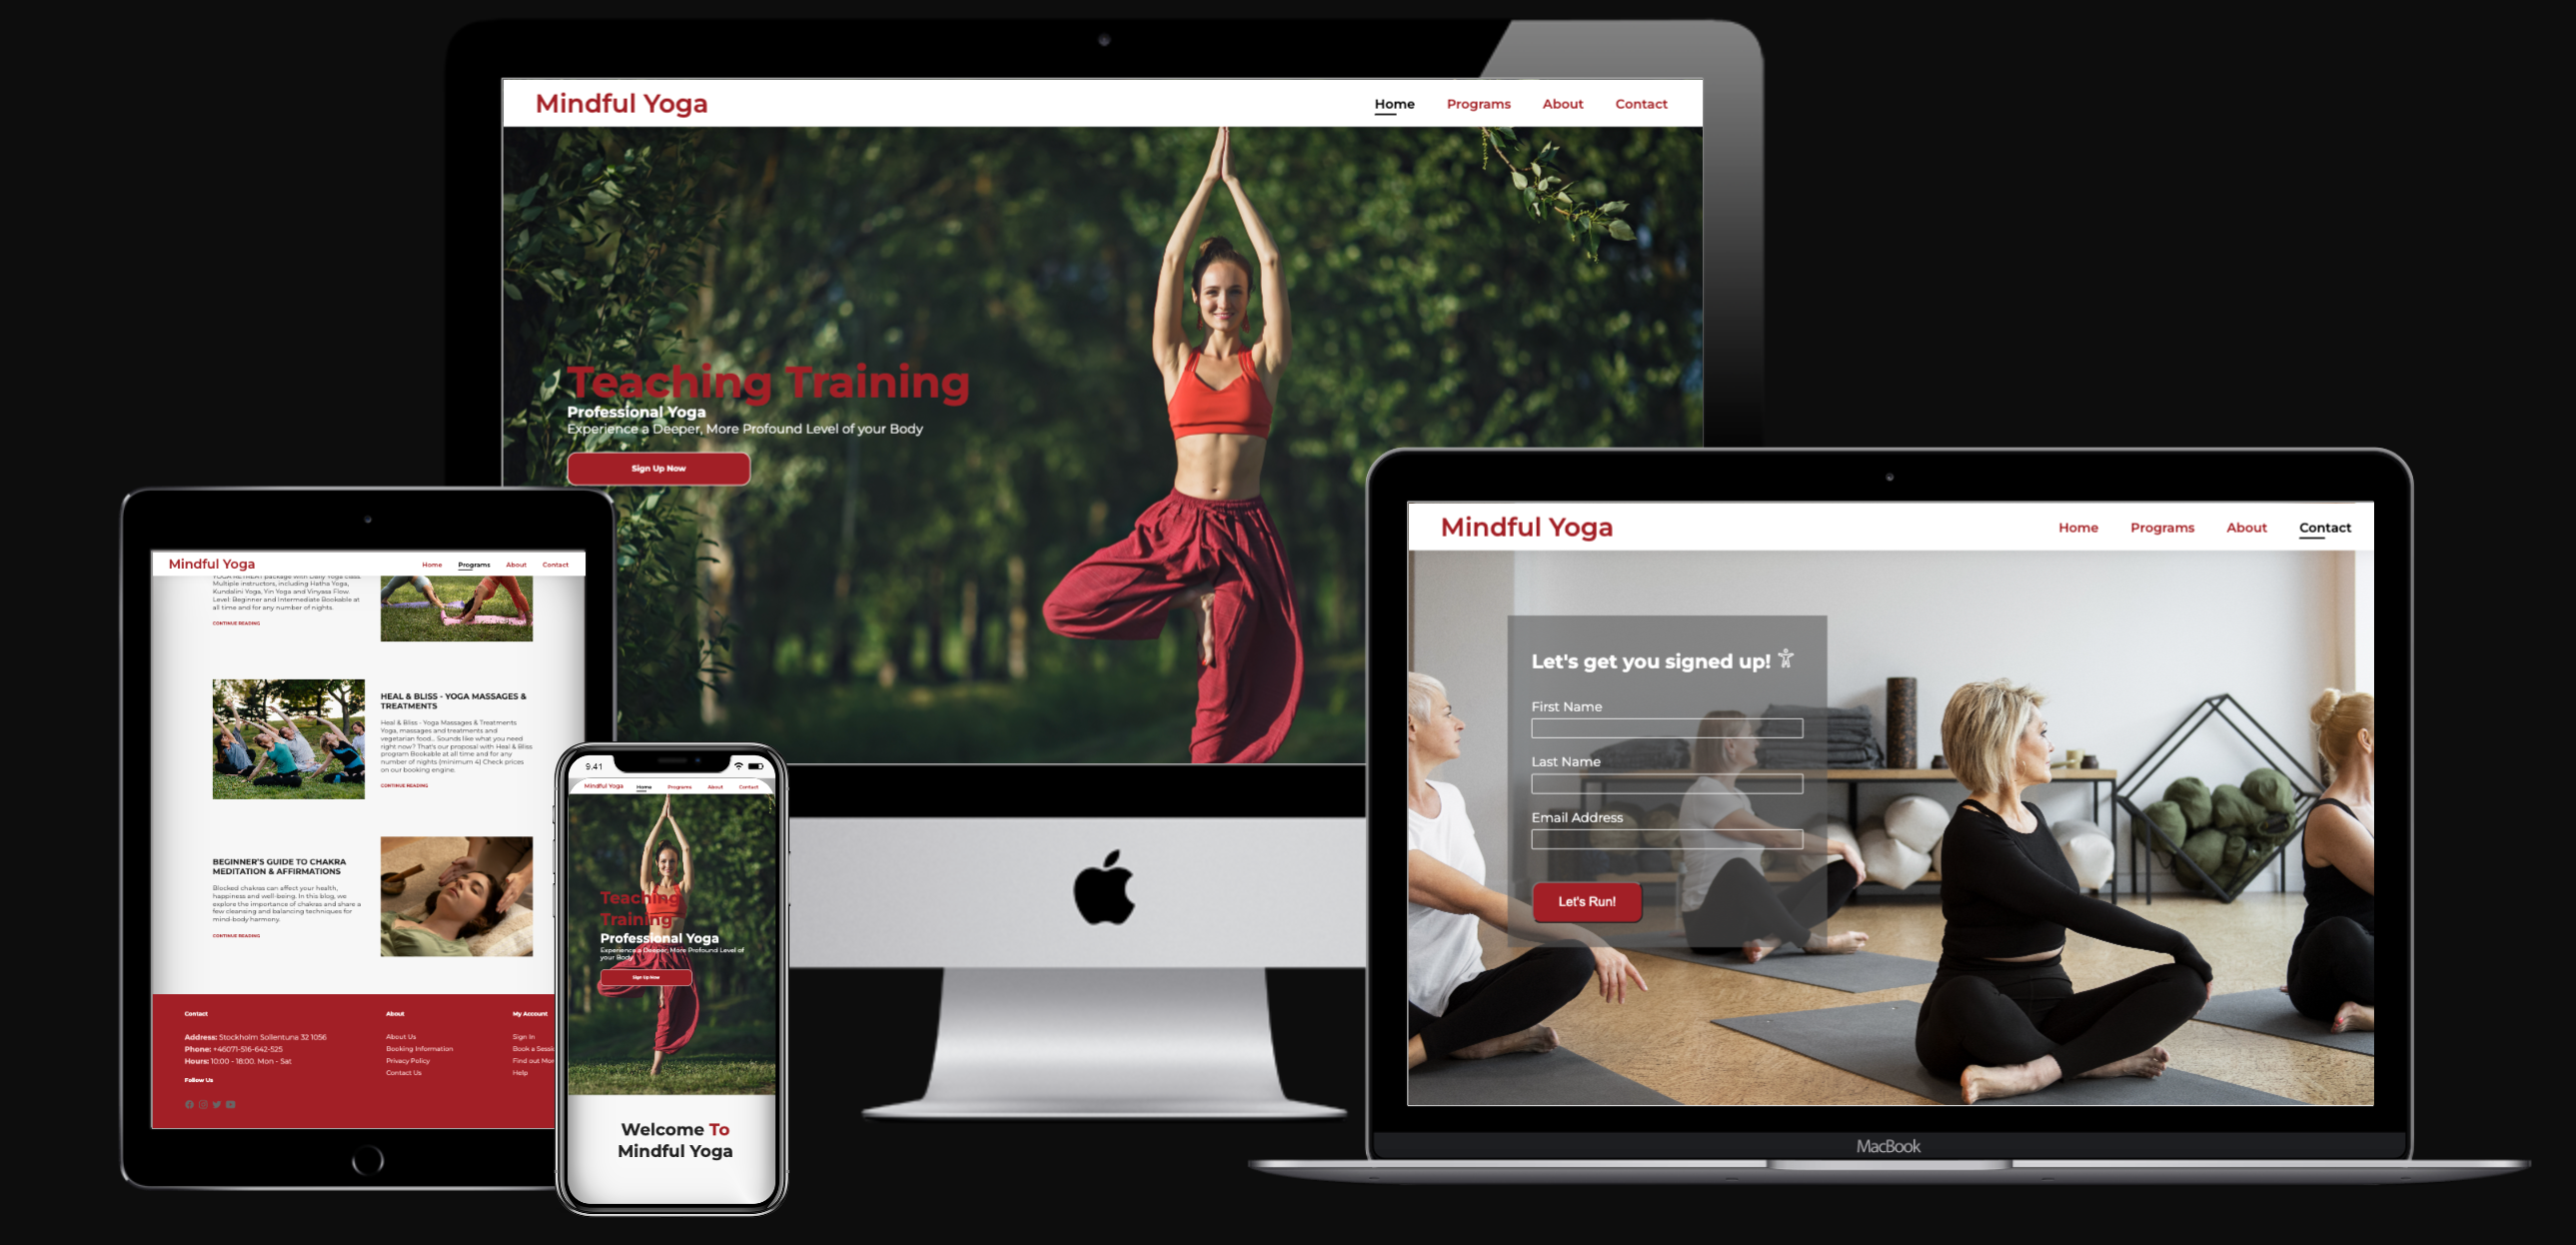 Mindful Yoga
Home Programs About Contact
Teaching Training
Professional Yoga
Experience a Deeper, More Profound Level of your Body
Sign Up Now
Mindful Yoga
Home Programs About Contact
Multiple instructors, including Hatha Yoga,
Kundalini Yoga, Yin Yoga and Vinyasa Flow.
Level: Beginner and Intermediate Bookable at
all time and for any number of nights.
CONTINUE READING
HEAL & BLISS - YOGA MASSAGES &
TREATMENTS
Heal & Bliss - Yoga Massages & Treatments
Yoga, massages and treatments and
vegetarian food... Sounds like what you need
right now? That's our proposal with Heal & Bliss
program Bookable at all time and for any
number of nights (minimum 4) Check prices
on our booking engine.
CONTINUE READING
BEGINNER'S GUIDE TO CHAKRA
MEDITATION & AFFIRMATIONS
Blocked chakras can affect your health,
happiness and well-being. In this blog, we
explore the importance of chakras and share a
few cleansing and balancing techniques for
mind-body harmony.
CONTINUE READING
Contact
Address: Stockholm Sollentuna 32 1056
Phone: +46071-516-642-525
Hours: 10:00 - 18:00. Mon - Sat
Follow Us
About
About Us
Booking Information
Privacy Policy
Contact Us
My Account
Sign In
Book a
Find out
Help
9.41
Mindful Yoga Home Programs About Contact
Teaching
Training
Professional Yoga
Experience a Deeper, More Profound Level of
your Body
Sign Up Now
Welcome To
Mindful Yoga
Mindful Yoga
Home Programs About Contact
Let's get you signed up!
First Name
Last Name
Email Address
Let's Run!
MacBook